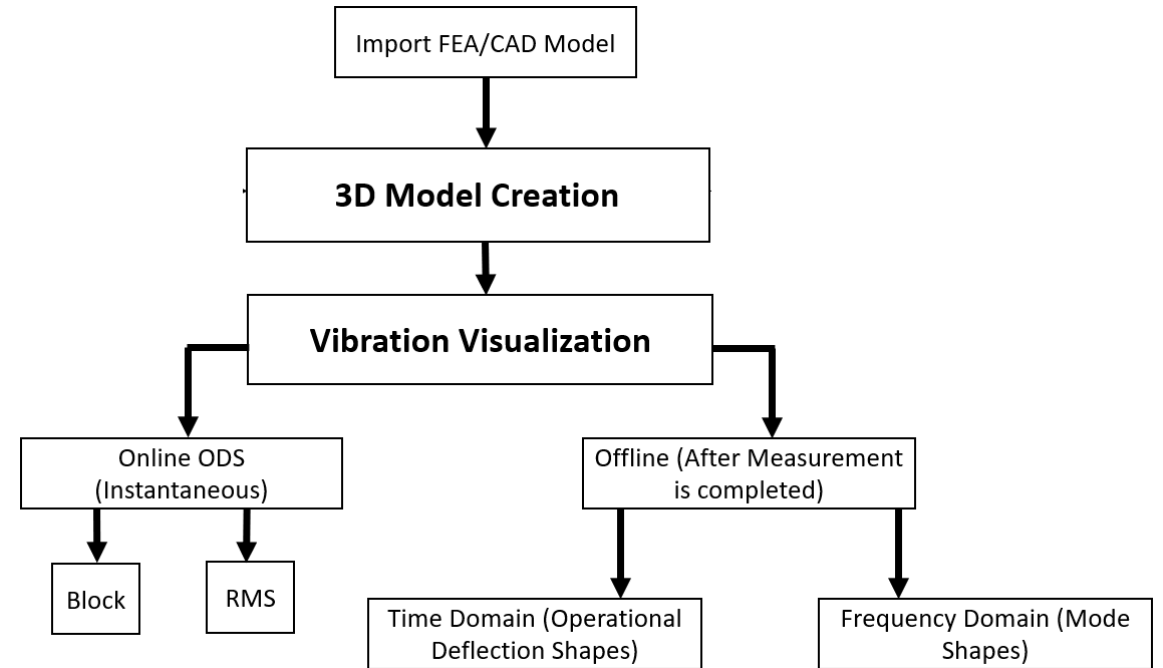 Import FEA/CAD Model
3D Model Creation
Vibration Visualization
Online ODS
(Instantaneous)
Offline (After Measurement
is completed)
Block
RMS
Time Domain (Operational
Deflection Shapes)
Frequency Domain (Mode
Shapes)